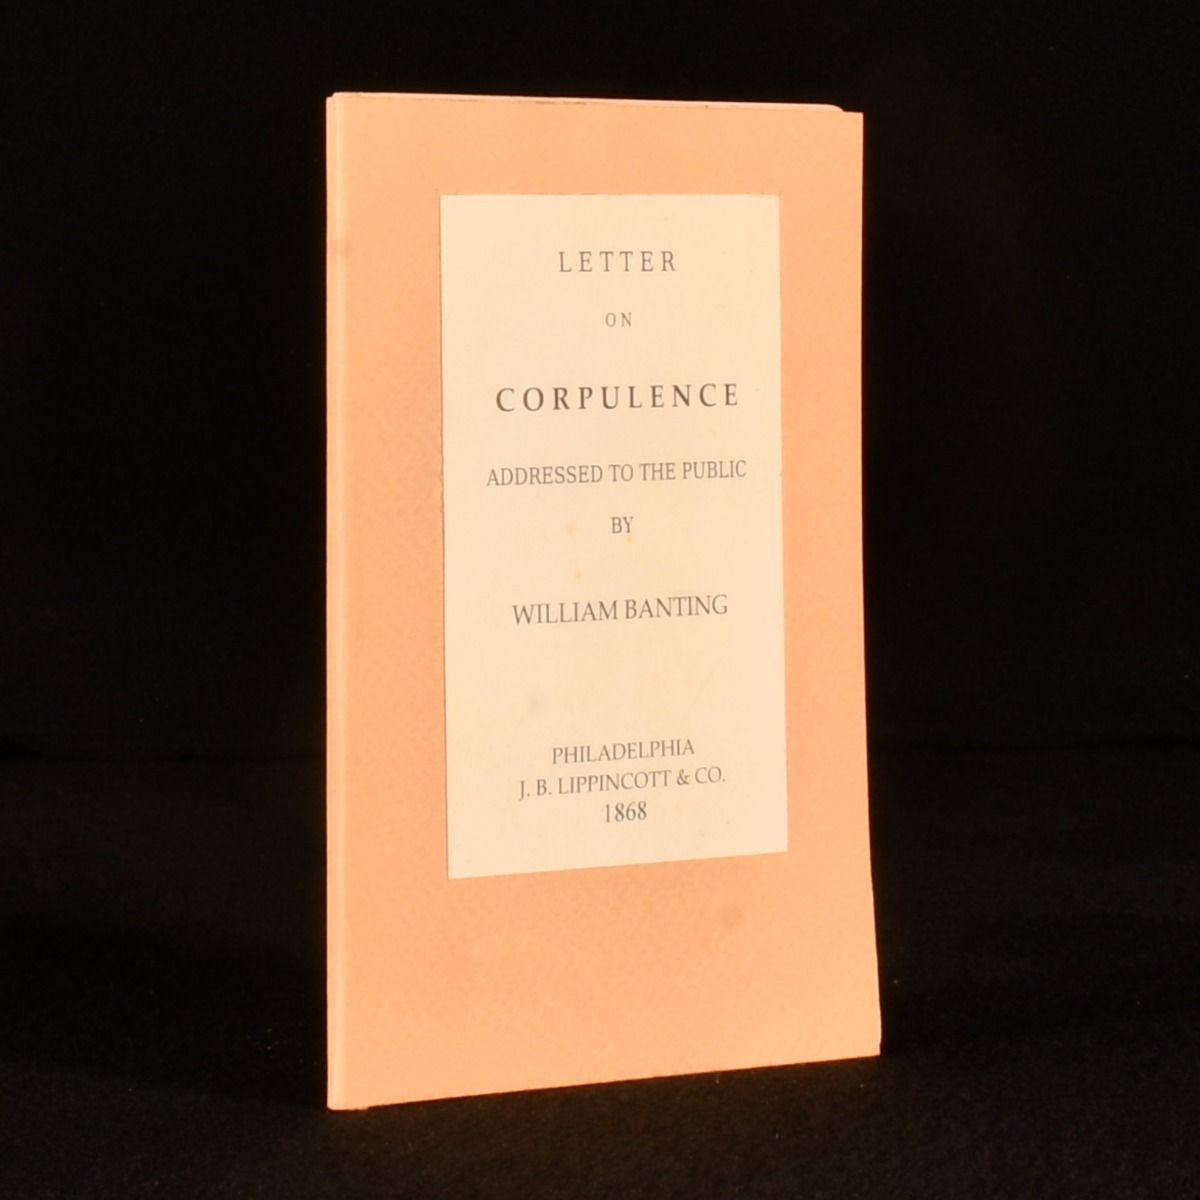 LETTER
ON
CORPULENCE
ADDRESSED TO THE PUBLIC
BY
WILLIAM BANTING
PHILADELPHIA
J. B. LIPPINCOTT & CO.
1868